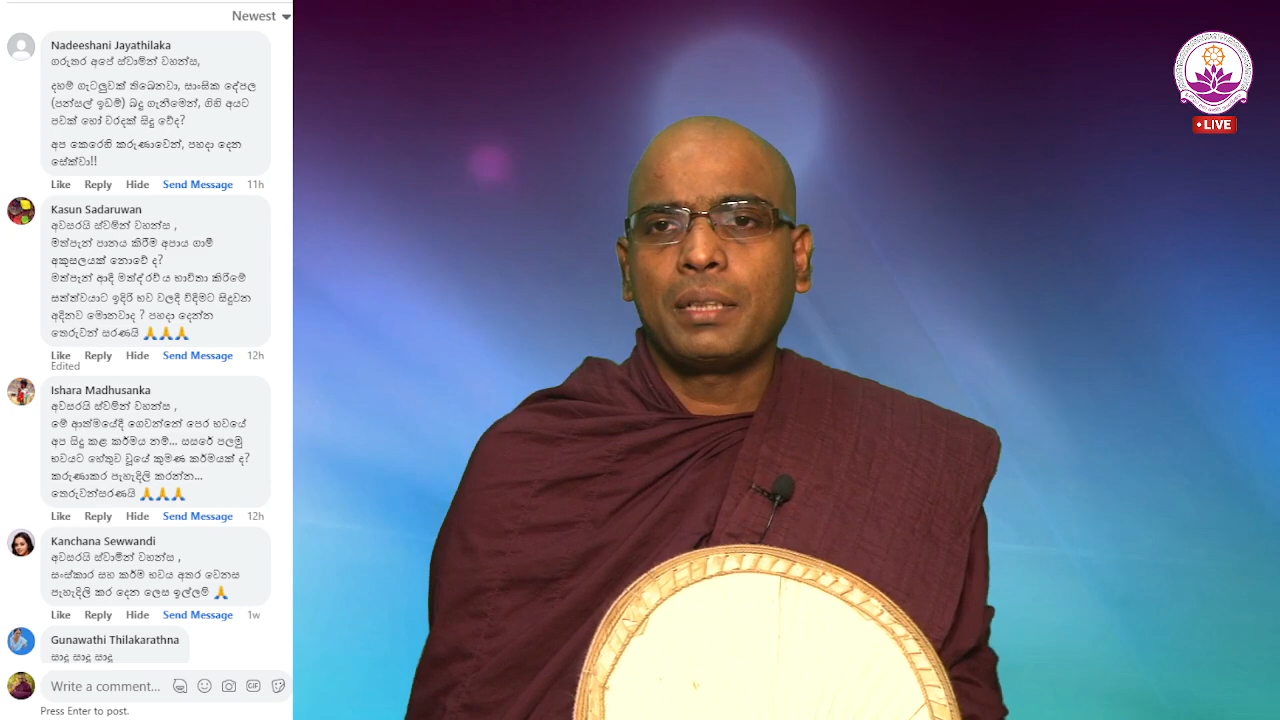 Newest
Nadeeshani Jayathilaka
ගරුතර අපේ ස්වාමින් වහන්ස,
දහම් ගැටලුවක් තිබෙනවා, සාංඝික දේපල
(පන්සල් ඉඩම්) බදු ගැනීමෙන්, ගිහි අයට
පවක් හෝ වරදක් සිදු වේද?
අප කෙරෙහි කරුණාවෙන්, පහදා දෙන
සේක්වා!!
Like Reply Hide Send Message 11h
Kasun Sadaruwan
අවසරයි ස්වමින් වහන්ස ,
මත්පැන් පානය කිරීම අපාය ගාමී
අකුසලයක් නොවේ ද?
මත්පැන් ආදී මත්ද්‍රව්‍ය භාවිතා කිරීමේ
සත්ත්වයාට ඉදිරි භව වලදී විදීමට සිදුවන
අදීනව මොනවාද ? පහදා දෙන්න
තෙරුවන් සරණයි 🙏🙏🙏
Like Reply Hide Send Message 12h
Edited
Ishara Madhusanka
අවසරයි ස්වමින් වහන්ස ,
මේ ආත්මයේදී ගෙවන්නේ පෙර භවයේ
අප සිදු කළ කර්මය නම්... සසරේ පලමු
භවයට හේතුව වූයේ කුමණ කර්මයක් ද?
කරුණාකර පැහැදිලි කරන්න...
තෙරුවන්සරණයි 🙏🙏🙏
Like Reply Hide Send Message 12h
Kanchana Sewwandi
අවසරයි ස්වාමීන් වහන්ස ,
සංස්කාර සහ කර්ම භවය අතර වෙනස
පැහැදිලි කර දෙන ලෙස ඉල්ලමි 🙏
Like Reply Hide Send Message 1w
Gunawathi Thilakarathna
සාදු සාදු සාදු
Write a comment...
GIF
Press Enter to post.
• LIVE